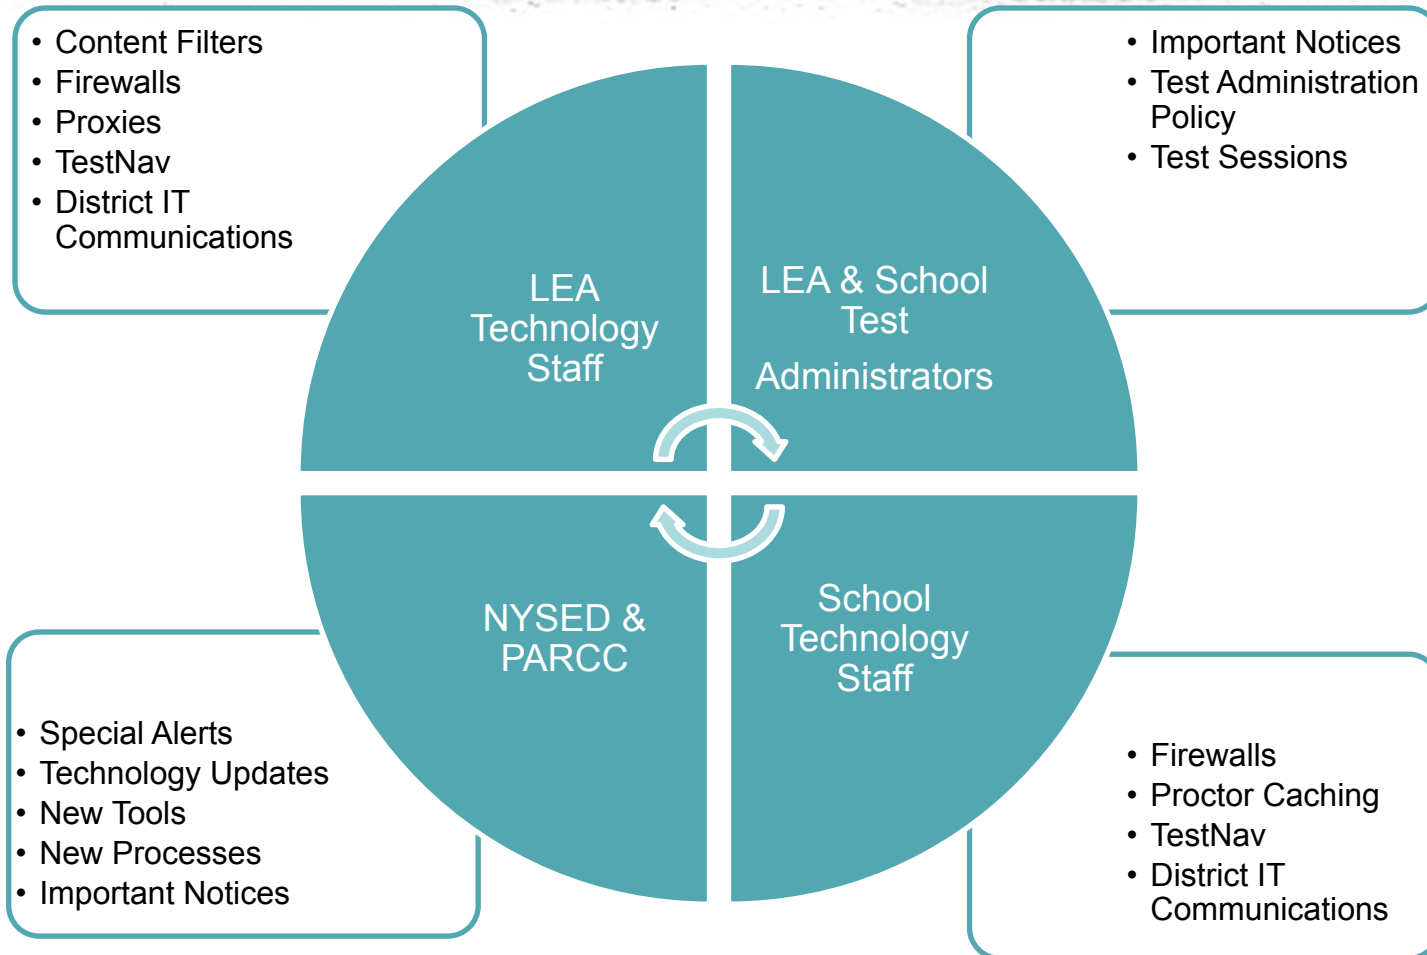 • Content Filters
• Firewalls
• Proxies
• TestNav
• District IT
Communications
• Important Notices
• Test Administration
Policy
• Test Sessions
LEA
Technology
Staff
LEA & School
Test
Administrators
NYSED &
PARCC
School
Technology
Staff
• Special Alerts
• Technology Updates
• New Tools
• New Processes
• Important Notices
• Firewalls
• Proctor Caching
• TestNav
• District IT
Communications